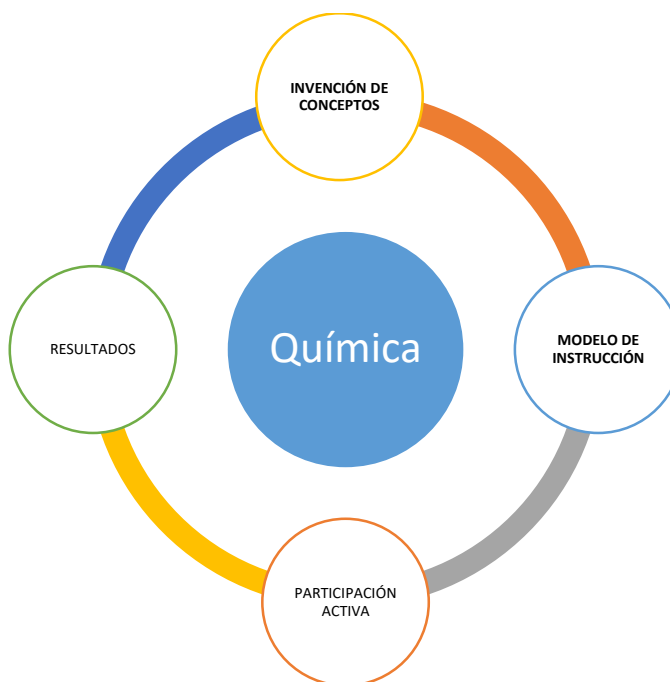 INVENCIÓN DE
CONCEPTOS
RESULTADOS
Química
MODELO DE
INSTRUCCIÓN
PARTICIPACIÓN
ACTIVA